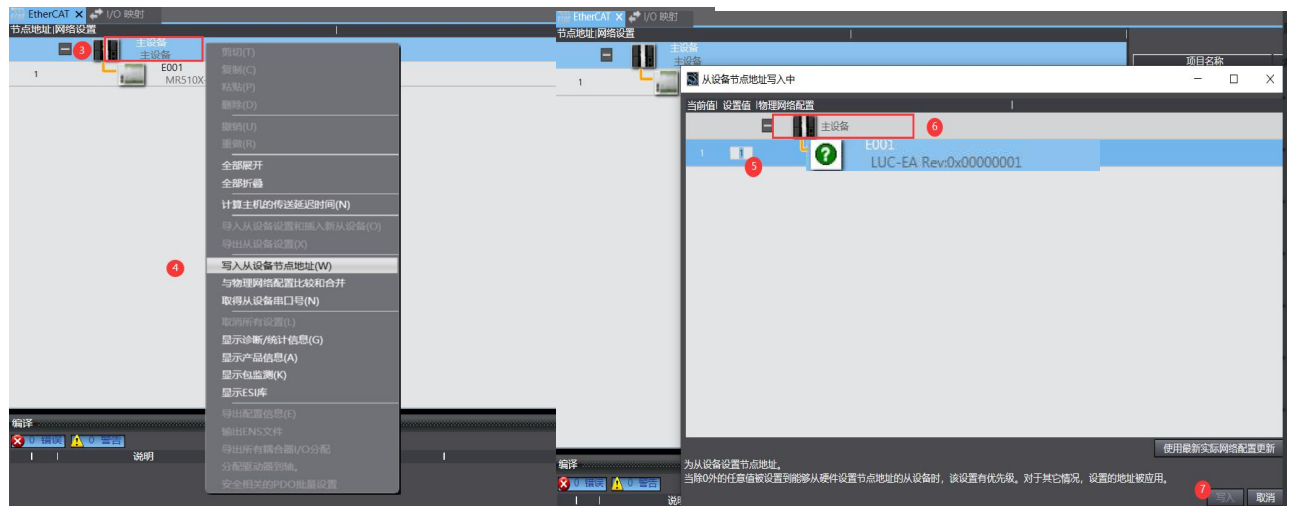 EtherCAT × I/O 映射
节点地址|网络设置
3
主设备
主设备
1
E001
MR510X
剪切(T)
复制(C)
粘贴(P)
删除(D)
撤销(U)
重做(R)
全部展开
全部折叠
计算主机的传送延迟时间(N)
导入从设备设置和插入新从设备(O)
导出从设备设置(X)
4
写入从设备节点地址(W)
与物理网络配置比较和合并
取得从设备串口号(N)
取消所有设置(L)
显示诊断/统计信息(G)
显示产品信息(A)
显示包监测(K)
显示ESI库
导出配置信息(E)
输出ENS文件
导出所有耦合器I/O分配
分配驱动器到轴。
安全相关的PDO批量设置
编译
0 错误 0 警告
说明
EtherCAT × I/O 映射
节点地址|网络设置
主设备
主设备
1
项目名称
从设备节点地址写入中
当前值| 设置值 |物理网络配置
主设备
6
1
1
5
E001
LUC-EA Rev:0x00000001
使用最新实际网络配置更新
为从设备设置节点地址。
当除0外的任意值被设置到能够从硬件设置节点地址的从设备时，该设置有优先级。对于其它情况，设置的地址被应用。
7
写入 取消
编译
0 错误 0 警告